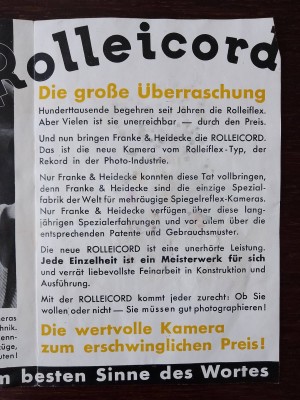 Rolleicord
Die große Überraschung
Hunderttausende begehren seit Jahren die Rolleiflex.
Aber Vielen ist sie unerreichbar — durch den Preis.
Und nun bringen Franke & Heidecke die ROLLEICORD.
Das ist die neue Kamera vom Rolleiflex-Typ, der
Rekord in der Photo-Industrie.
Nur Franke & Heidecke konnten diese Tat vollbringen,
denn Franke & Heidecke sind die einzige Spezial-
fabrik der Welt für mehräugige Spiegelreflex-Kameras.
Nur Franke & Heidecke verfügen über diese lang-
jährigen Spezialerfahrungen und vor allem über die
entsprechenden Patente und Gebrauchsmuster.
Die neue ROLLEICORD ist eine unerhörte Leistung.
Jede Einzelheit ist ein Meisterwerk für sich
und verrät liebevollste Feinarbeit in Konstruktion und
Ausführung.
Mit der ROLLEICORD kommt jeder zurecht: Ob Sie
wollen oder nicht — Sie müssen gut photographieren!
Die wertvolle Kamera
zum erschwinglichen Preis!
m besten Sinne des Wortes